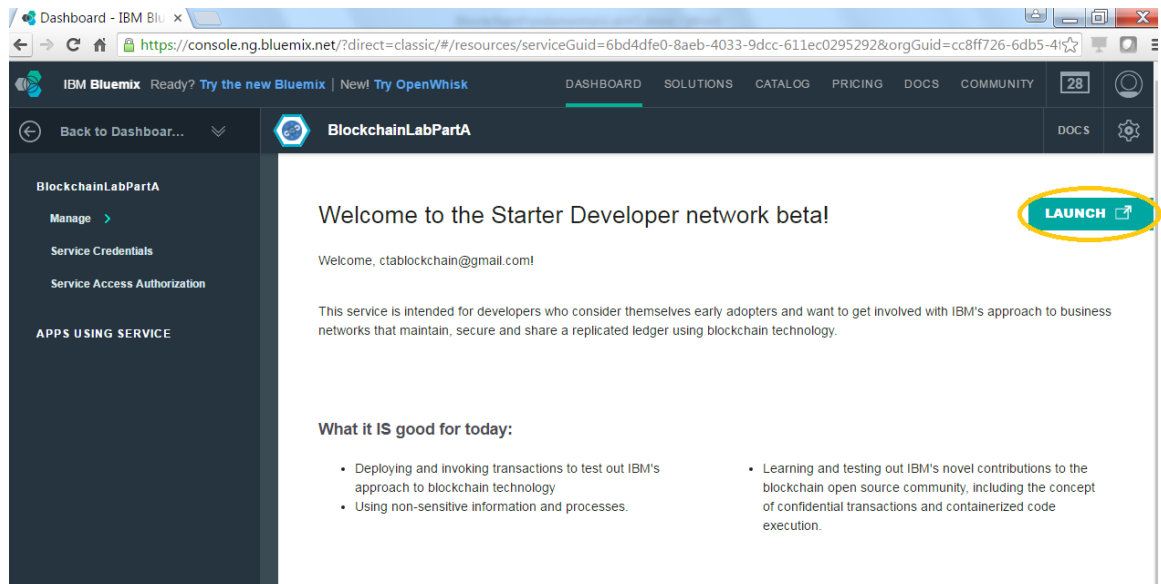 Dashboard - IBM Blu
https://console.ng.bluemix.net/?direct=classic/#/resources/serviceGuid=6bd4dfe0-8aeb-4033-9dcc-611ec0295292&orgGuid=cc8ff726-6db5-4
IBM Bluemix Ready? Try the new Bluemix | New! Try OpenWhisk DASHBOARD SOLUTIONS CATALOG PRICING DOCS COMMUNITY 28
Back to Dashboar... BlockchainLabPartA DOCS
BlockchainLabPartA
Manage
Service Credentials
Service Access Authorization
APPS USING SERVICE
Welcome to the Starter Developer network beta!
LAUNCH
Welcome, ctablockchain@gmail.com!
This service is intended for developers who consider themselves early adopters and want to get involved with IBM's approach to business
networks that maintain, secure and share a replicated ledger using blockchain technology.
What it IS good for today:
• Deploying and invoking transactions to test out IBM's
approach to blockchain technology
• Using non-sensitive information and processes.
• Learning and testing out IBM's novel contributions to the
blockchain open source community, including the concept
of confidential transactions and containerized code
execution.